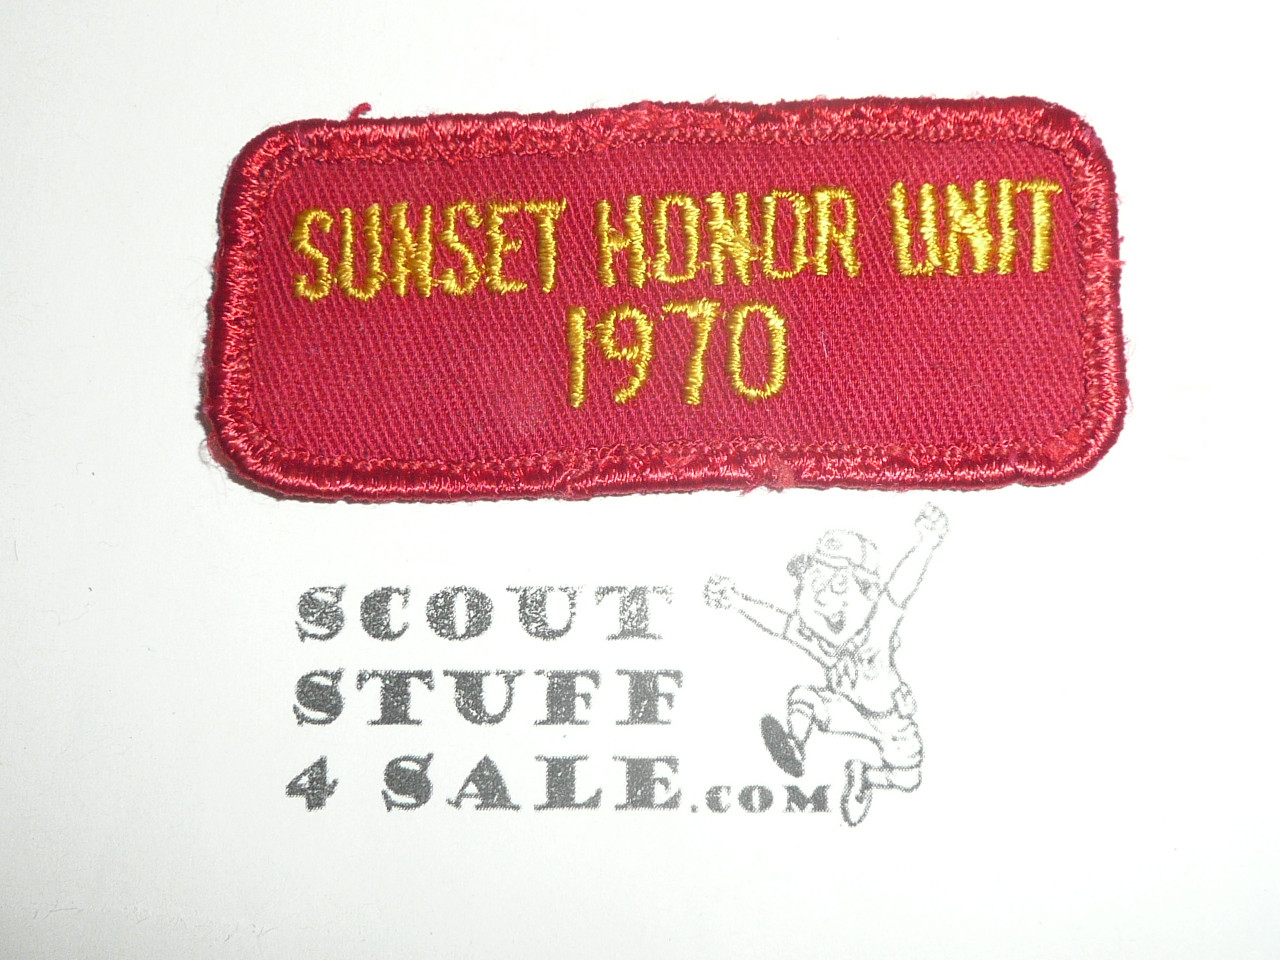 SUNSET HONOR UNIT
1970
SCOUT
STUFF
4 SALE.COM